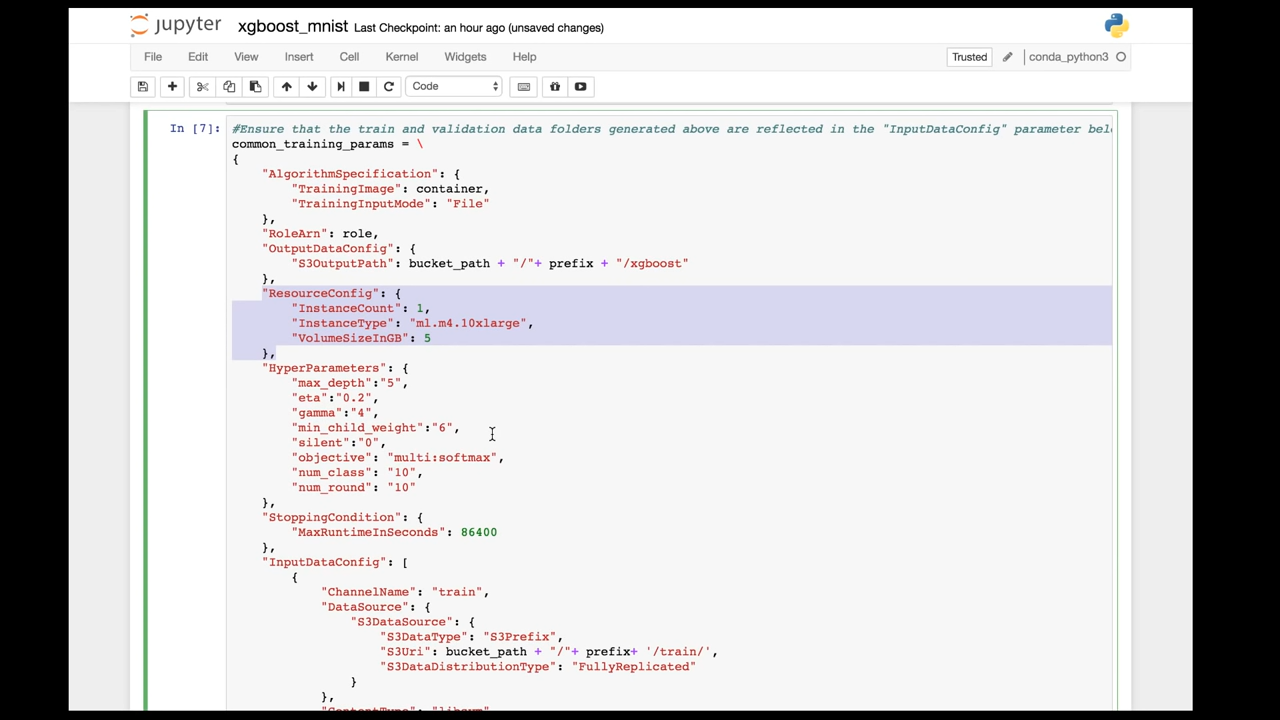 jupyter xgboost_mnist Last Checkpoint: an hour ago (unsaved changes)
File Edit View Insert Cell Kernel Widgets Help Trusted conda_python3
Code
In [7]: #Ensure that the train and validation data folders generated above are reflected in the "InputDataConfig" parameter
common_training_params = \
{
    "AlgorithmSpecification": {
        "TrainingImage": container,
        "TrainingInputMode": "File"
    },
    "RoleArn": role,
    "OutputDataConfig": {
        "S3OutputPath": bucket_path + "/"+ prefix + "/xgboost"
    },
    "ResourceConfig": {
        "InstanceCount": 1,
        "InstanceType": "ml.m4.10xlarge",
        "VolumeSizeInGB": 5
    },
    "HyperParameters": {
        "max_depth":"5",
        "eta":"0.2",
        "gamma":"4",
        "min_child_weight":"6",
        "silent":"0",
        "objective": "multi:softmax",
        "num_class": "10",
        "num_round": "10"
    },
    "StoppingCondition": {
        "MaxRuntimeInSeconds": 86400
    },
    "InputDataConfig": [
        {
            "ChannelName": "train",
            "DataSource": {
                "S3DataSource": {
                    "S3DataType": "S3Prefix",
                    "S3Uri": bucket_path + "/"+ prefix+ '/train/',
                    "S3DataDistributionType": "FullyReplicated"
                }
            },